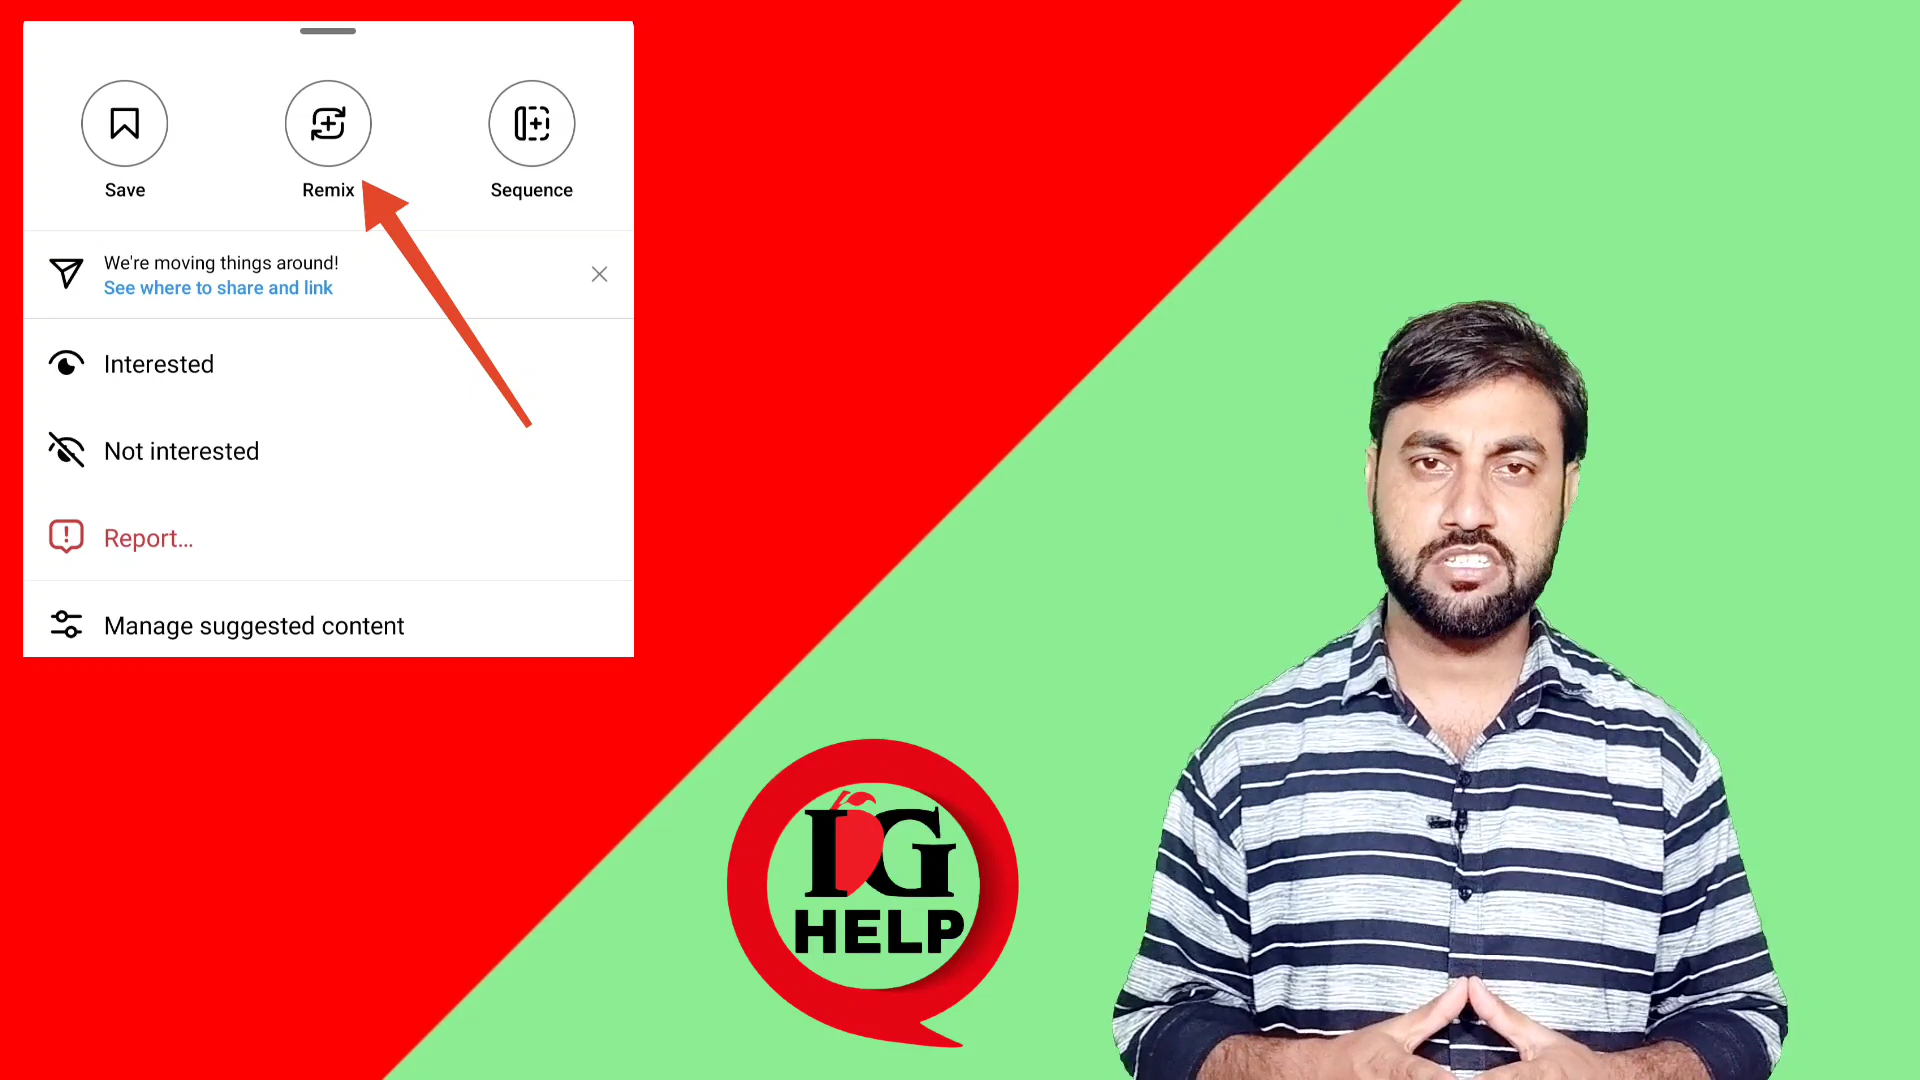 Save Remix Sequence
We're moving things around!
See where to share and link
Interested
Not interested
Report...
Manage suggested content
IG
HELP